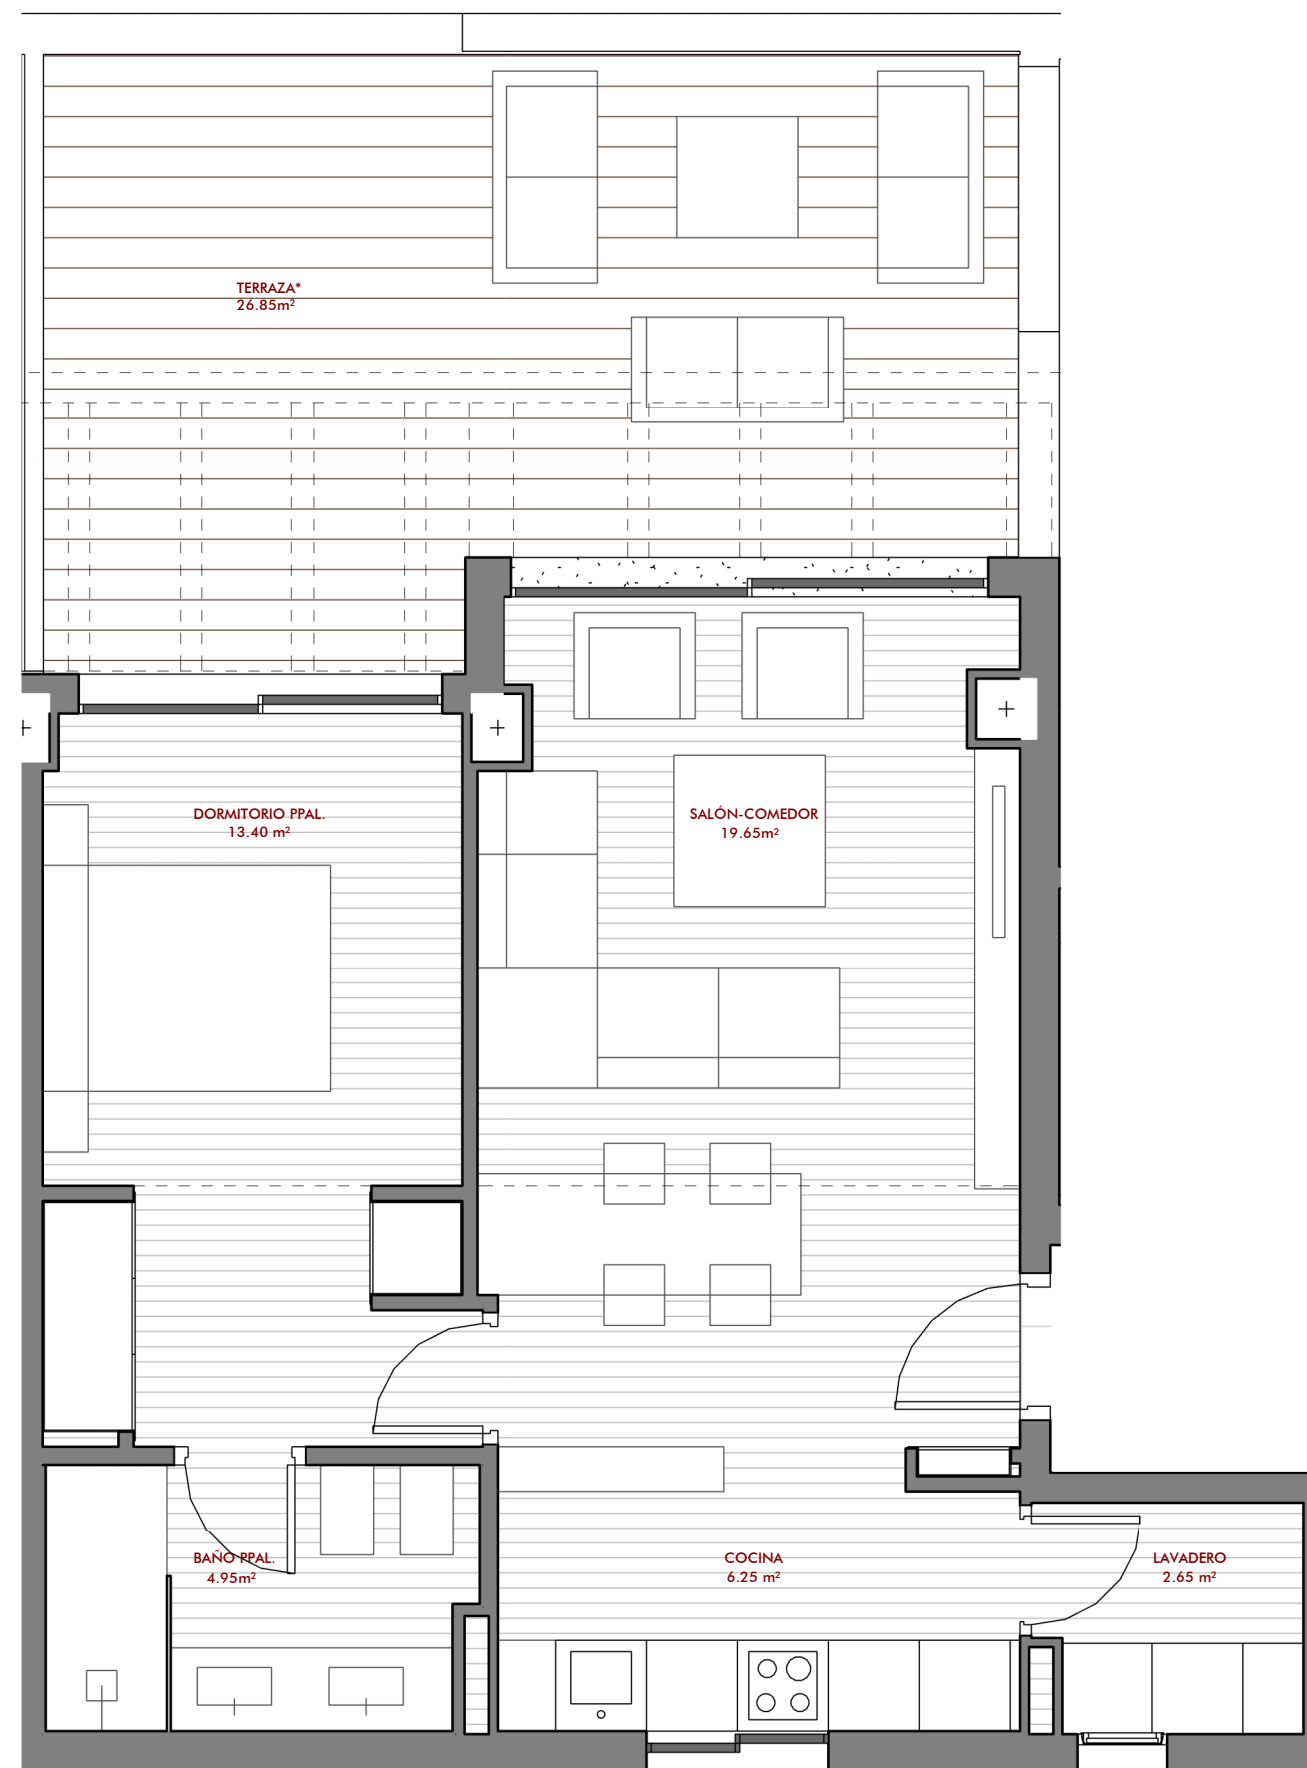 TERRAZA*
26.85m²
DORMITORIO PPAL.
13.40 m²
SALÓN-COMEDOR
19.65m²
BAÑO PPAL.
4.95m²
COCINA
6.25 m²
LAVADERO
2.65 m²